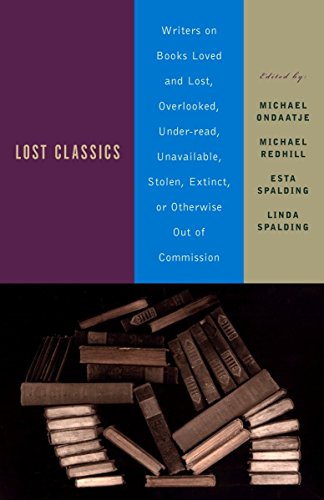 LOST CLASSICS
Writers on
Books Loved
and Lost,
Overlooked,
Under-read,
Unavailable,
Stolen, Extinct,
or Otherwise
Out of
Commission
Edited by:
MICHAEL
ONDAATJE
MICHAEL
REDHILL
ESTA
SPALDING
LINDA
SPALDING